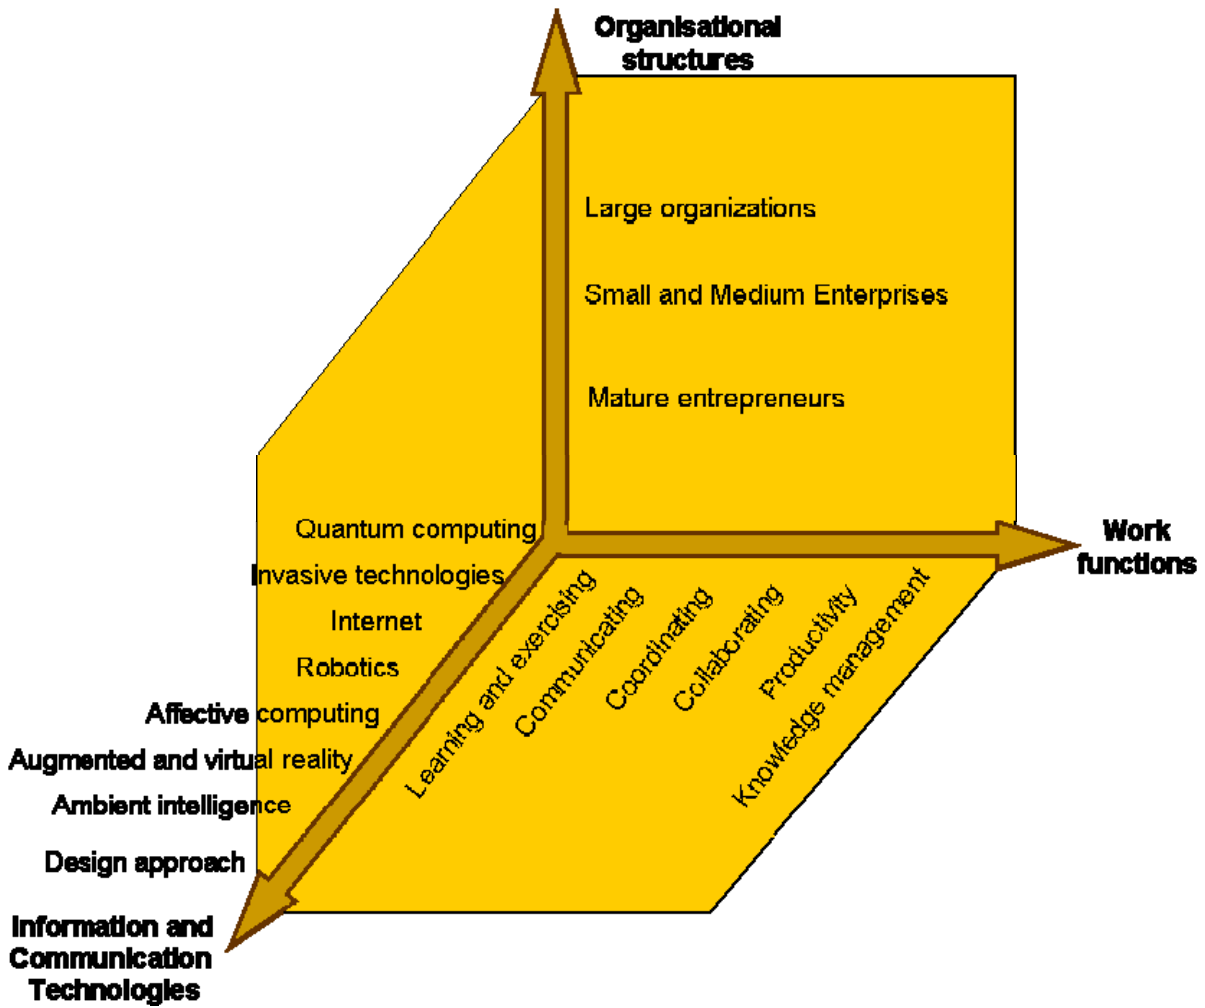 Organisational
structures
Large organizations
Small and Medium Enterprises
Mature entrepreneurs
Quantum computing
Invasive technologies
Internet
Robotics
Affective computing
Augmented and virtual reality
Ambient intelligence
Design approach
Information and
Communication
Technologies
Learning and exercising
Communicating
Coordinating
Collaborating
Productivity
Knowledge management
Work
functions